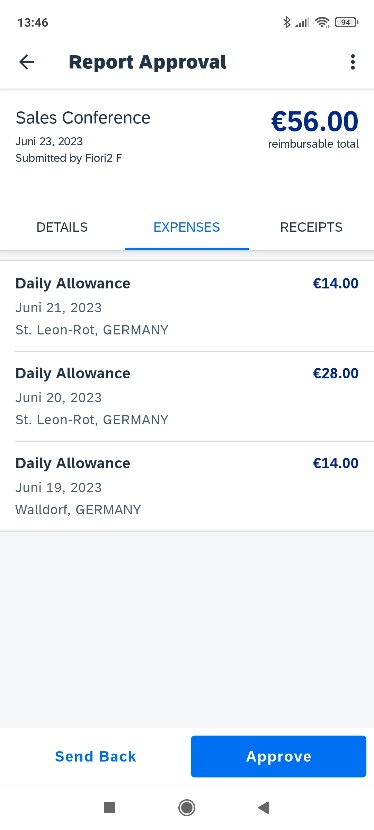 13:46
94
Report Approval
Sales Conference
€56.00
Juni 23, 2023
reimbursable total
Submitted by Fiori2 F
DETAILS
EXPENSES
RECEIPTS
Daily Allowance
€14.00
Juni 21, 2023
St. Leon-Rot, GERMANY
Daily Allowance
€28.00
Juni 20, 2023
St. Leon-Rot, GERMANY
Daily Allowance
€14.00
Juni 19, 2023
Walldorf, GERMANY
Send Back
Approve